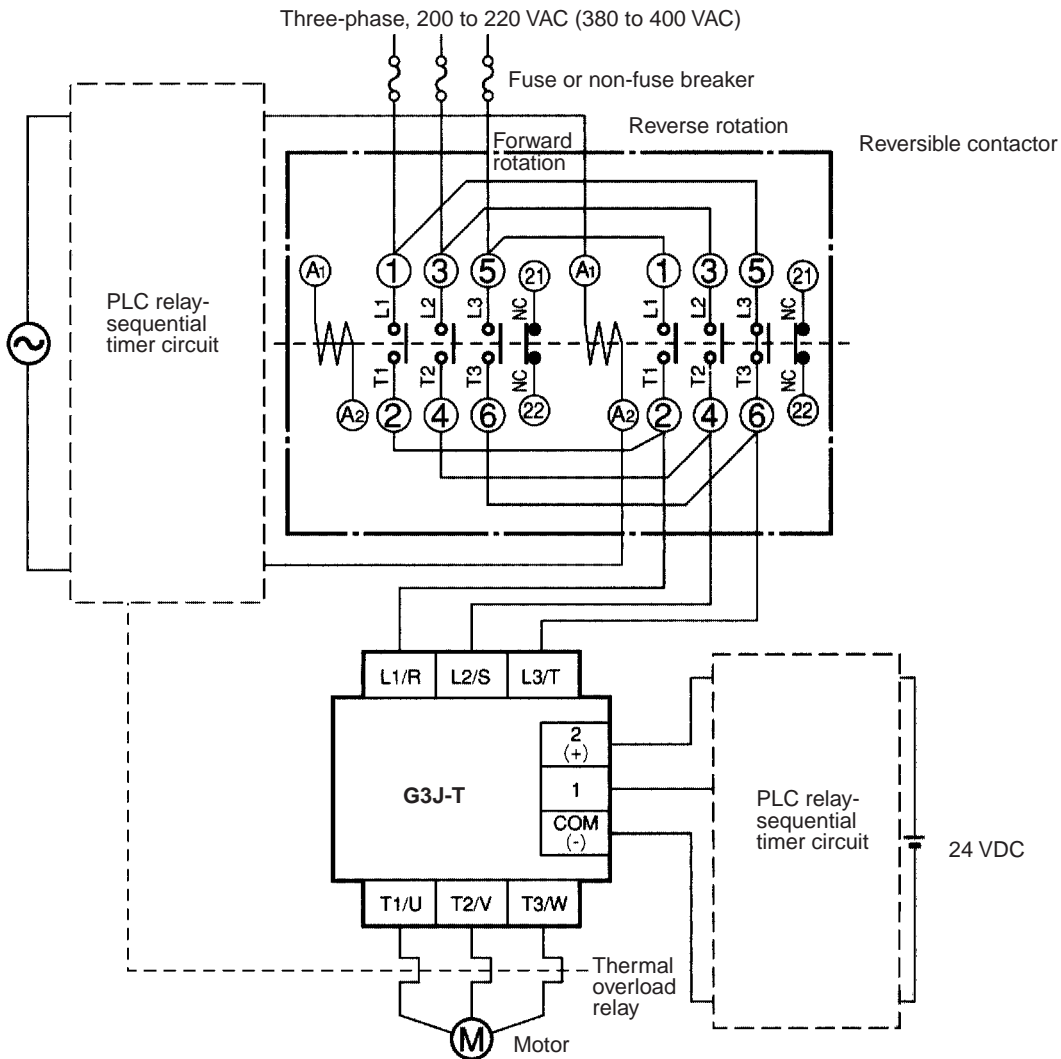 Three-phase, 200 to 220 VAC (380 to 400 VAC)
Fuse or non-fuse breaker
Forward
rotation
Reverse rotation
Reversible contactor
A1
1
3
5
21
A1
1
3
5
21
L1
L2
L3
NC
L1
L2
L3
NC
PLC relay-
sequential
timer circuit
T1
T2
T3
NC
T1
T2
T3
NC
A2
2
4
6
22
A2
2
4
6
22
L1/R
L2/S
L3/T
2
(+)
G3J-T
1
COM
(-)
PLC relay-
sequential
timer circuit
24 VDC
T1/U
T2/V
T3/W
Thermal
overload
relay
M
Motor